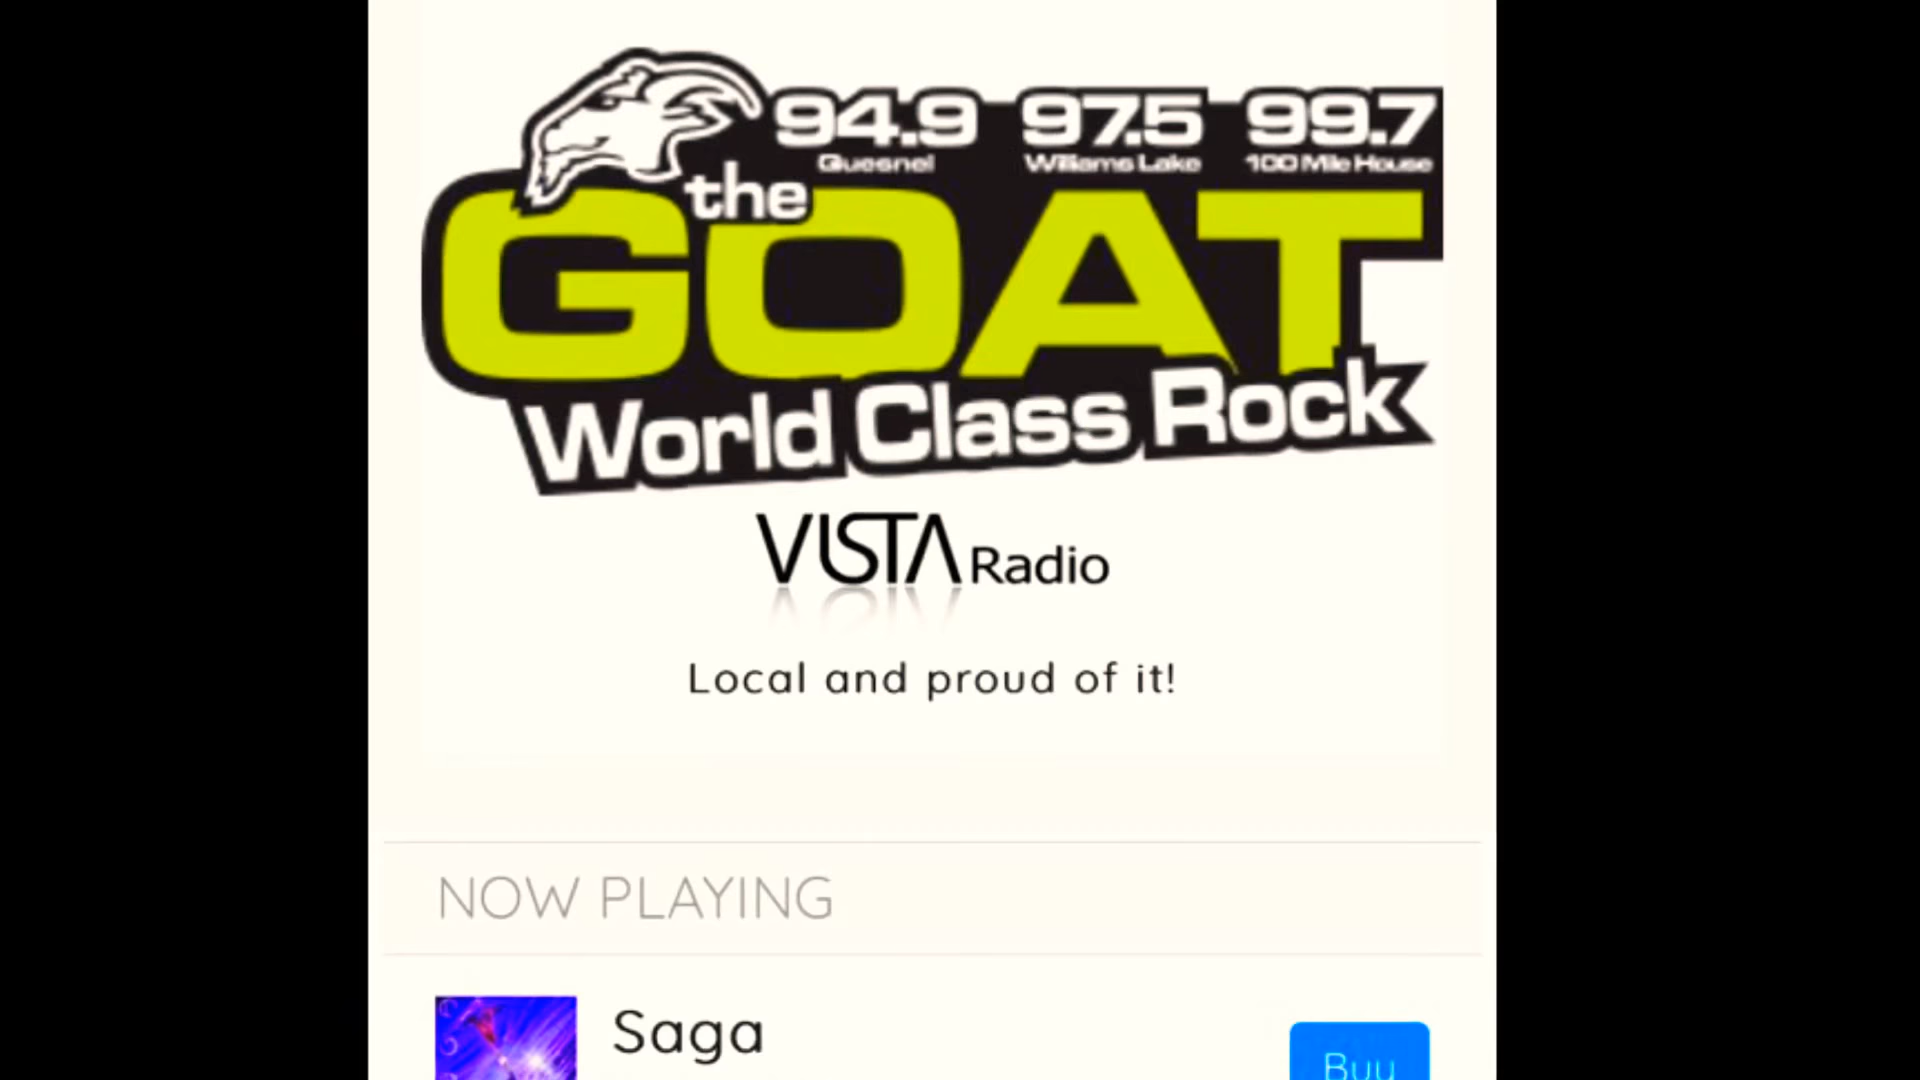 94.9 97.5 99.7
Quesnel Williams Lake 100 Mile House
the
GOAT
World Class Rock
VISTA Radio
Local and proud of it!
NOW PLAYING
Saga
Buy